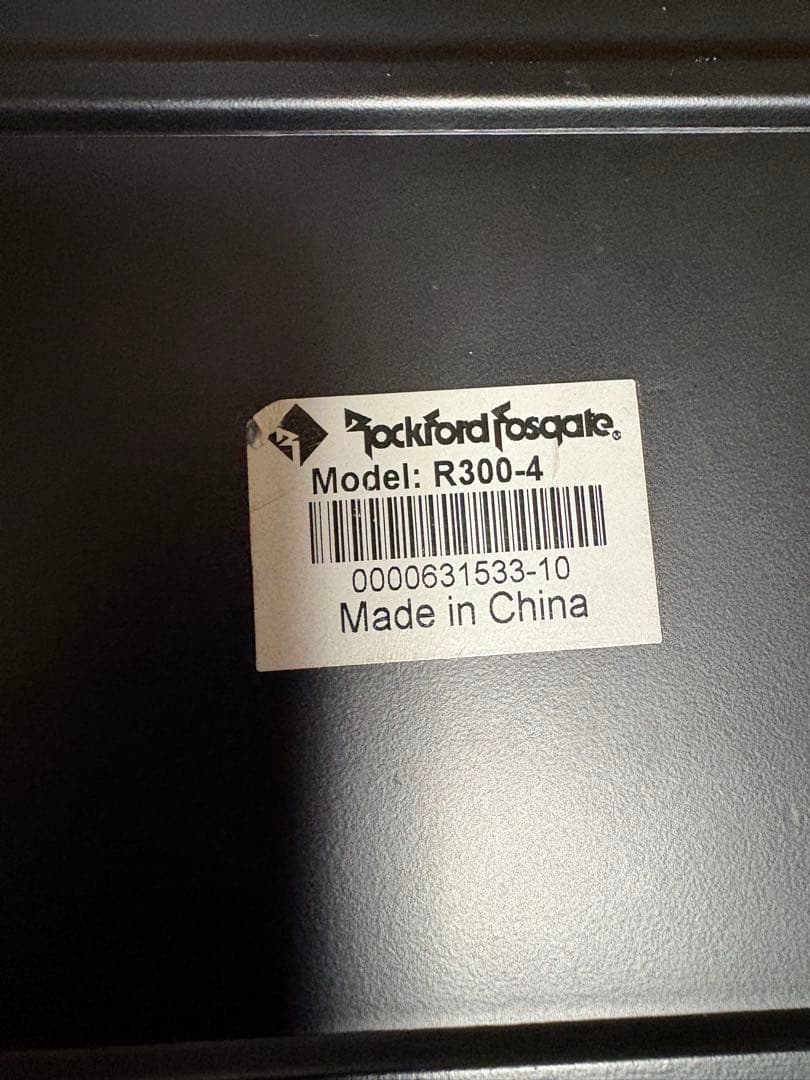 Rockford Fosgate®
Model: R300-4
0000631533-10
Made in China